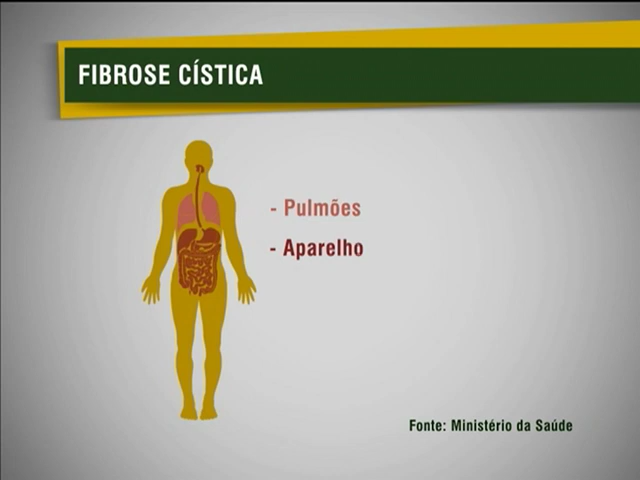 FIBROSE CÍSTICA
- Pulmões
- Aparelho
Fonte: Ministério da Saúde